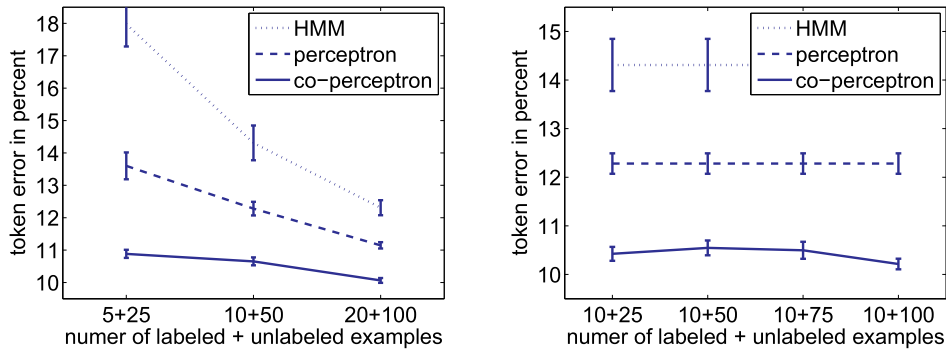 18
17
16
15
14
13
12
11
10
token error in percent
HMM
perceptron
co-perceptron
5+25 10+50 20+100
numer of labeled + unlabeled examples
15
14
13
12
11
10
token error in percent
HMM
perceptron
co-perceptron
10+25 10+50 10+75 10+100
numer of labeled + unlabeled examples